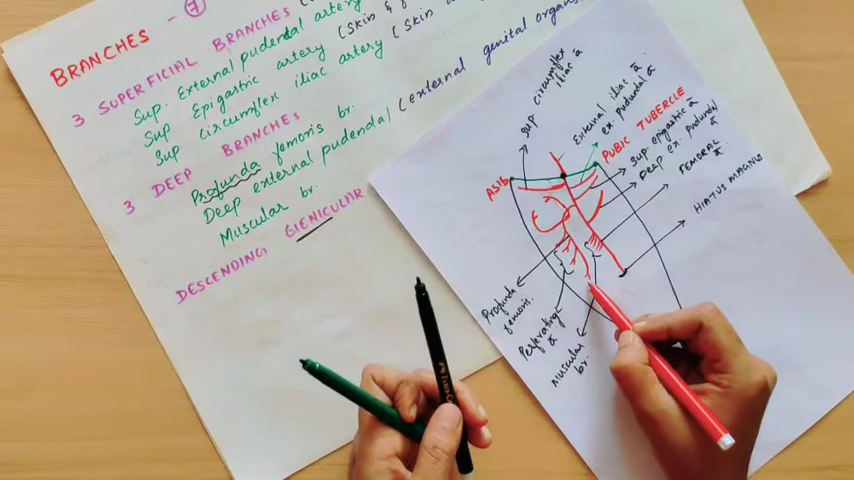 BRANCHES - 7
3 SUPERFICIAL BRANCHES (
Sup. External pudendal artery
Sup Epigastric artery (Skin &
Sup circumflex iliac artery (Skin
3 DEEP BRANCHES
Profunda femoris br.
Deep external pudendal (external genital organs
Muscular br.
DESCENDING GIENICULAR
Sup circumflex
iliac a
External iliac a
ex. pudendal a
PUBIC TUBERCLE
ASIS
Sup. epigastric a
Deep ex. pudendal
a
FEMORAL
a
HIATUS MAGNUS
Profunda
femoris.
Perforating
a
Muscular
br.